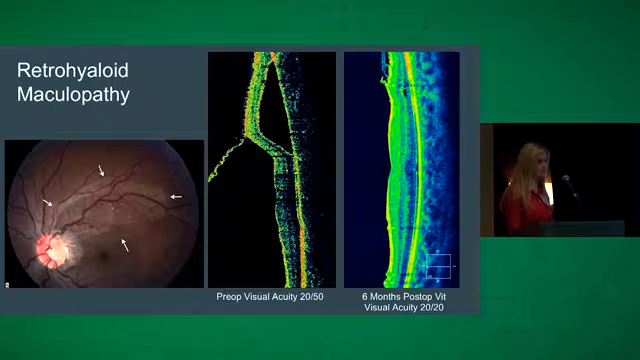 Retrohyaloid
Maculopathy
Preop Visual Acuity 20/50
6 Months Postop Vit
Visual Acuity 20/20